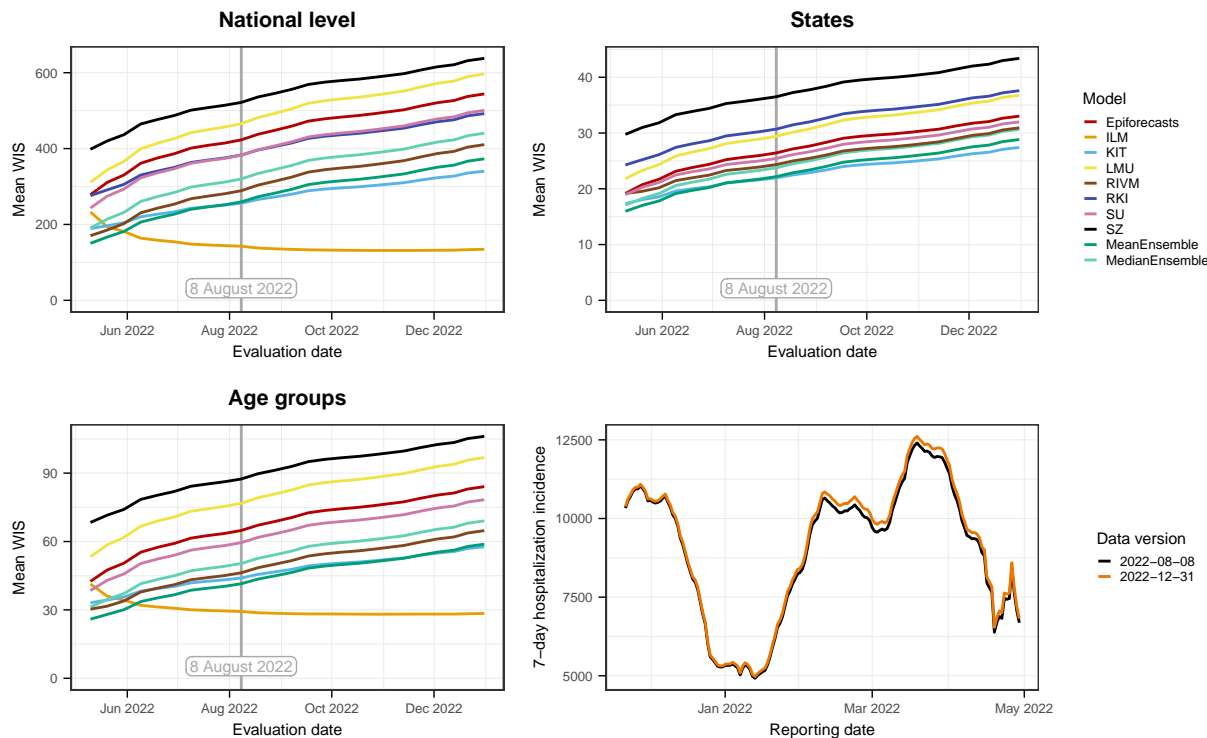 National level
Mean WIS
600
400
200
0
8 August 2022
Jun 2022
Aug 2022
Oct 2022
Dec 2022
Evaluation date
States
Mean WIS
40
30
20
10
0
8 August 2022
Jun 2022
Aug 2022
Oct 2022
Dec 2022
Evaluation date
Model
Epiforecasts
ILM
KIT
LMU
RIVM
RKI
SU
SZ
MeanEnsemble
MedianEnsemble
Age groups
Mean WIS
90
60
30
0
8 August 2022
Jun 2022
Aug 2022
Oct 2022
Dec 2022
Evaluation date
7−day hospitalization incidence
12500
10000
7500
5000
Jan 2022
Mar 2022
May 2022
Reporting date
Data version
2022−08−08
2022−12−31